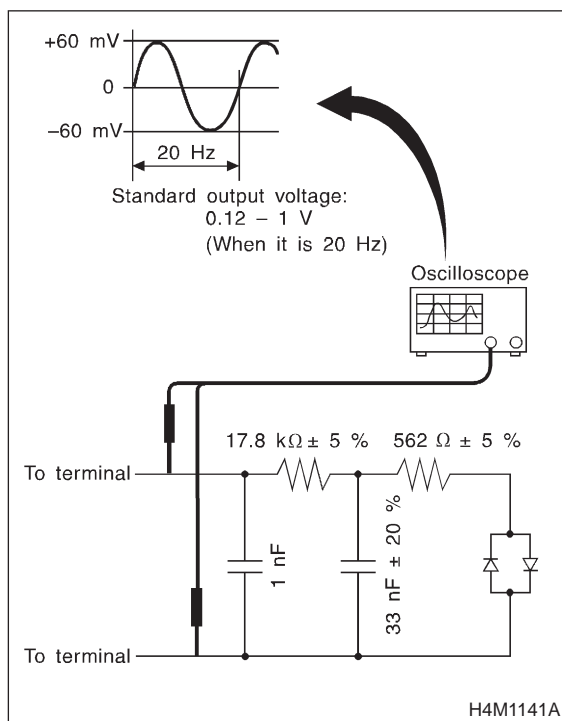 +60 mV
0
−60 mV
20 Hz
Standard output voltage:
0.12 − 1 V
(When it is 20 Hz)
Oscilloscope
17.8 kΩ ± 5 %
562 Ω ± 5 %
To terminal
1 nF
33 nF ± 20 %
To terminal
H4M1141A